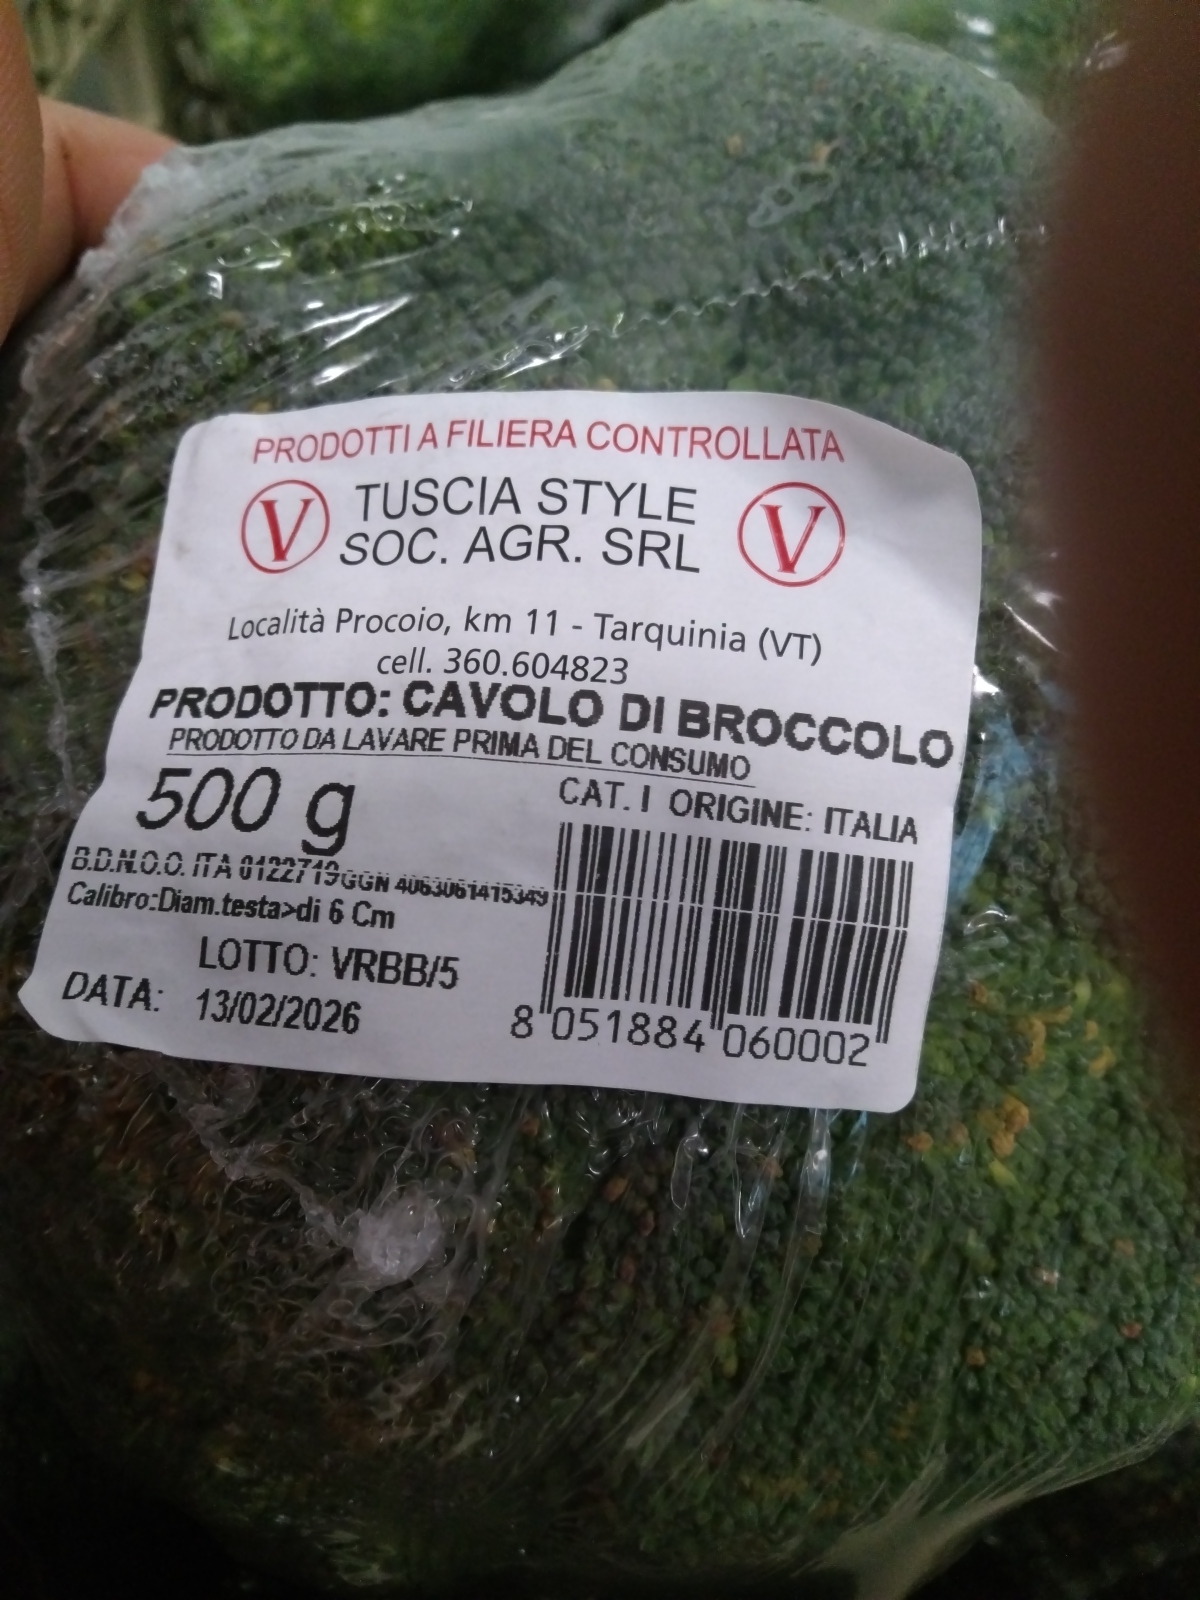 PRODOTTI A FILIERA CONTROLLATA
V TUSCIA STYLE V
SOC. AGR. SRL
Località Procoio, km 11 - Tarquinia (VT)
cell. 360.604823
PRODOTTO: CAVOLO DI BROCCOLO
PRODOTTO DA LAVARE PRIMA DEL CONSUMO
500 g
CAT. I ORIGINE: ITALIA
B.D.N.O.O. ITA 0122719 GGN 4063061415349
Calibro:Diam.testa>di 6 Cm
LOTTO: VRBB/5
DATA: 13/02/2026
8 051884 060002